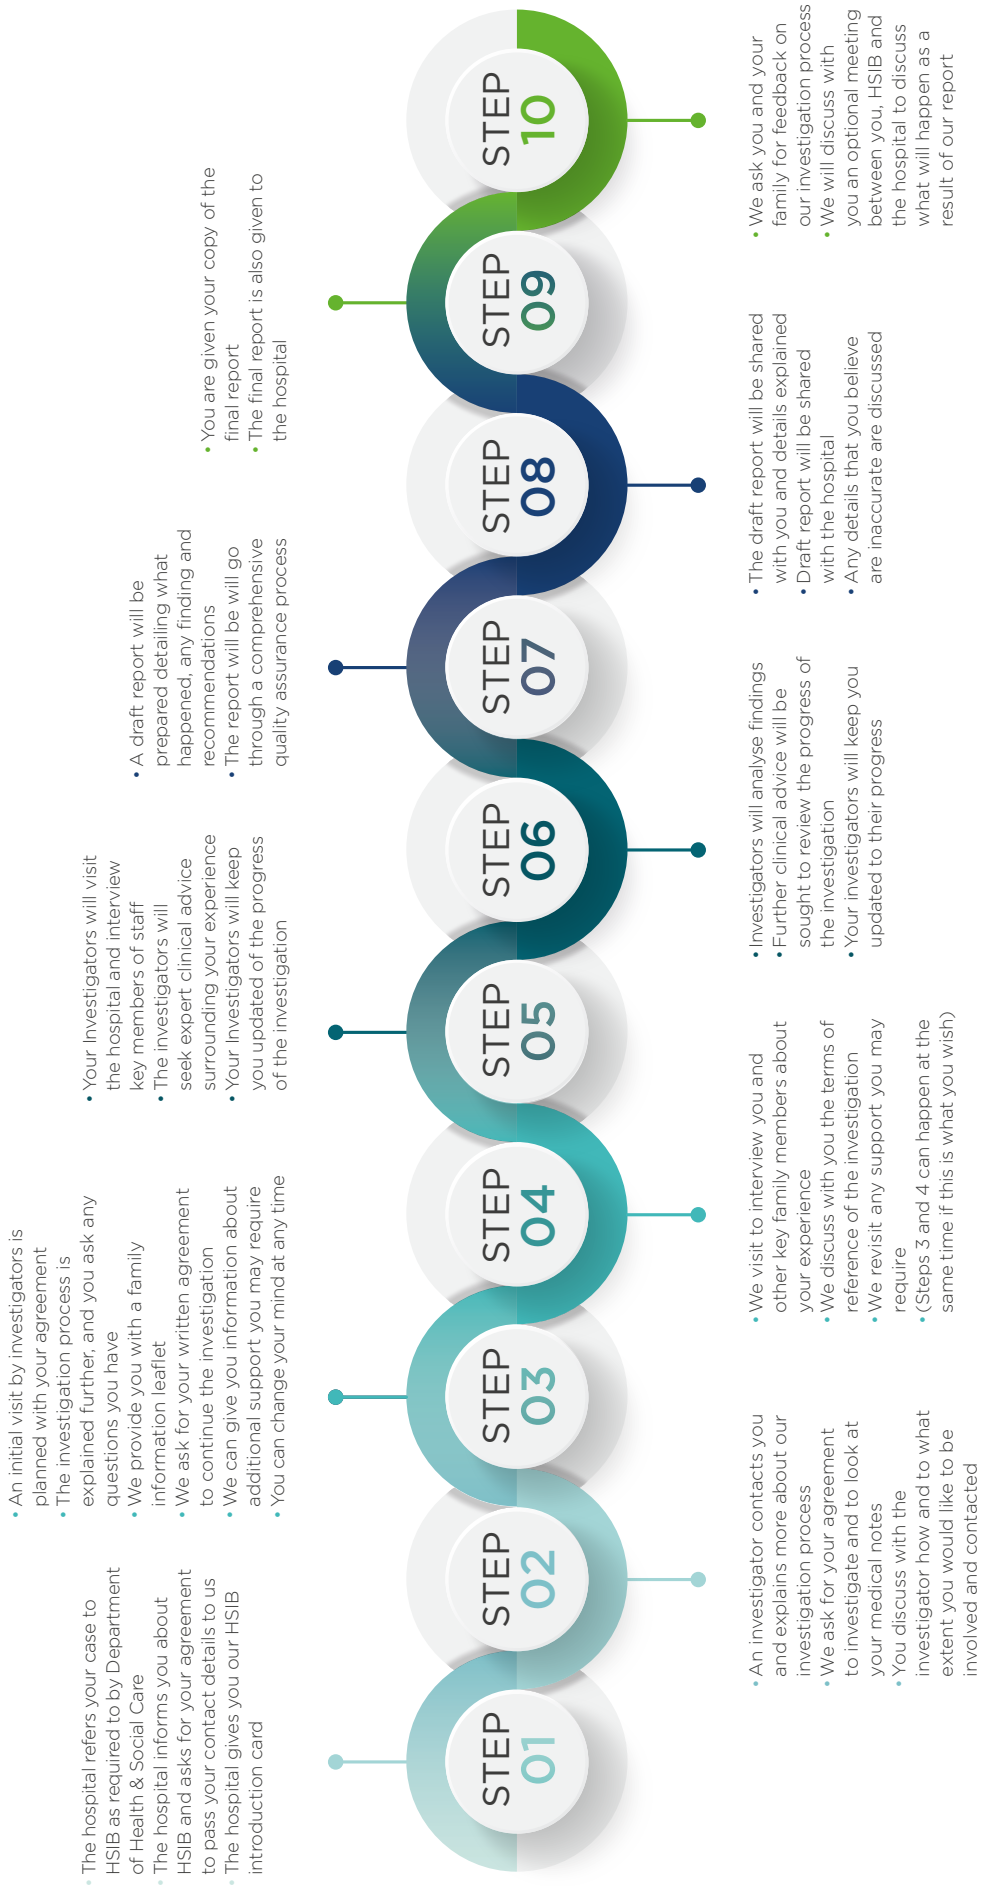 • The hospital refers your case to
HSIB as required to by Department
of Health & Social Care
• The hospital informs you about
HSIB and asks for your agreement
to pass your contact details to us
• The hospital gives you our HSIB
introduction card
STEP
01
• An investigator contacts you
and explains more about our
investigation process
• We ask for your agreement
to investigate and to look at
your medical notes
• You discuss with the
investigator how and to what
extent you would like to be
involved and contacted
STEP
02
• An initial visit by investigators is
planned with your agreement
• The investigation process is
explained further, and you ask any
questions you have
• We provide you with a family
information leaflet
• We ask for your written agreement
to continue the investigation
• We can give you information about
additional support you may require
• You can change your mind at any time
STEP
03
• We visit to interview you and
other key family members about
your experience
• We discuss with you the terms of
reference of the investigation
• We revisit any support you may
require
• (Steps 3 and 4 can happen at the
same time if this is what you wish)
STEP
04
• Your Investigators will visit
the hospital and interview
key members of staff
• The investigators will
seek expert clinical advice
surrounding your experience
• Your Investigators will keep
you updated of the progress
of the investigation
STEP
05
• Investigators will analyse findings
• Further clinical advice will be
sought to review the progress of
the investigation
• Your investigators will keep you
updated to their progress
STEP
06
• A draft report will be
prepared detailing what
happened, any finding and
recommendations
• The report will be will go
through a comprehensive
quality assurance process
STEP
07
• The draft report will be shared
with you and details explained
• Draft report will be shared
with the hospital
• Any details that you believe
are inaccurate are discussed
STEP
08
• You are given your copy of the
final report
• The final report is also given to
the hospital
STEP
09
• We ask you and your
family for feedback on
our investigation process
• We will discuss with
you an optional meeting
between you, HSIB and
the hospital to discuss
what will happen as a
result of our report
STEP
10